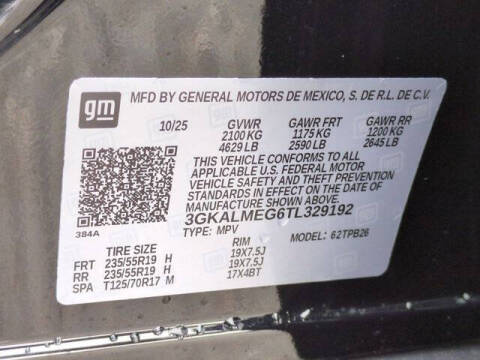 gm
MFD BY GENERAL MOTORS DE MEXICO, S. DE R.L. DE C.V.
10/25 GVWR GAWR FRT GAWR RR
2100 KG 1175 KG 1200 KG
4629 LB 2590 LB 2645 LB
THIS VEHICLE CONFORMS TO ALL
APPLICABLE U.S. FEDERAL MOTOR
VEHICLE SAFETY AND THEFT PREVENTION
STANDARDS IN EFFECT ON THE DATE OF
MANUFACTURE SHOWN ABOVE.
3GKALMEG6TL329192
384A
TYPE: MPV MODEL: 62TPB26
TIRE SIZE RIM
FRT 235/55R19 H 19X7.5J
RR 235/55R19 H 19X7.5J
SPA T125/70R17 M 17X4BT